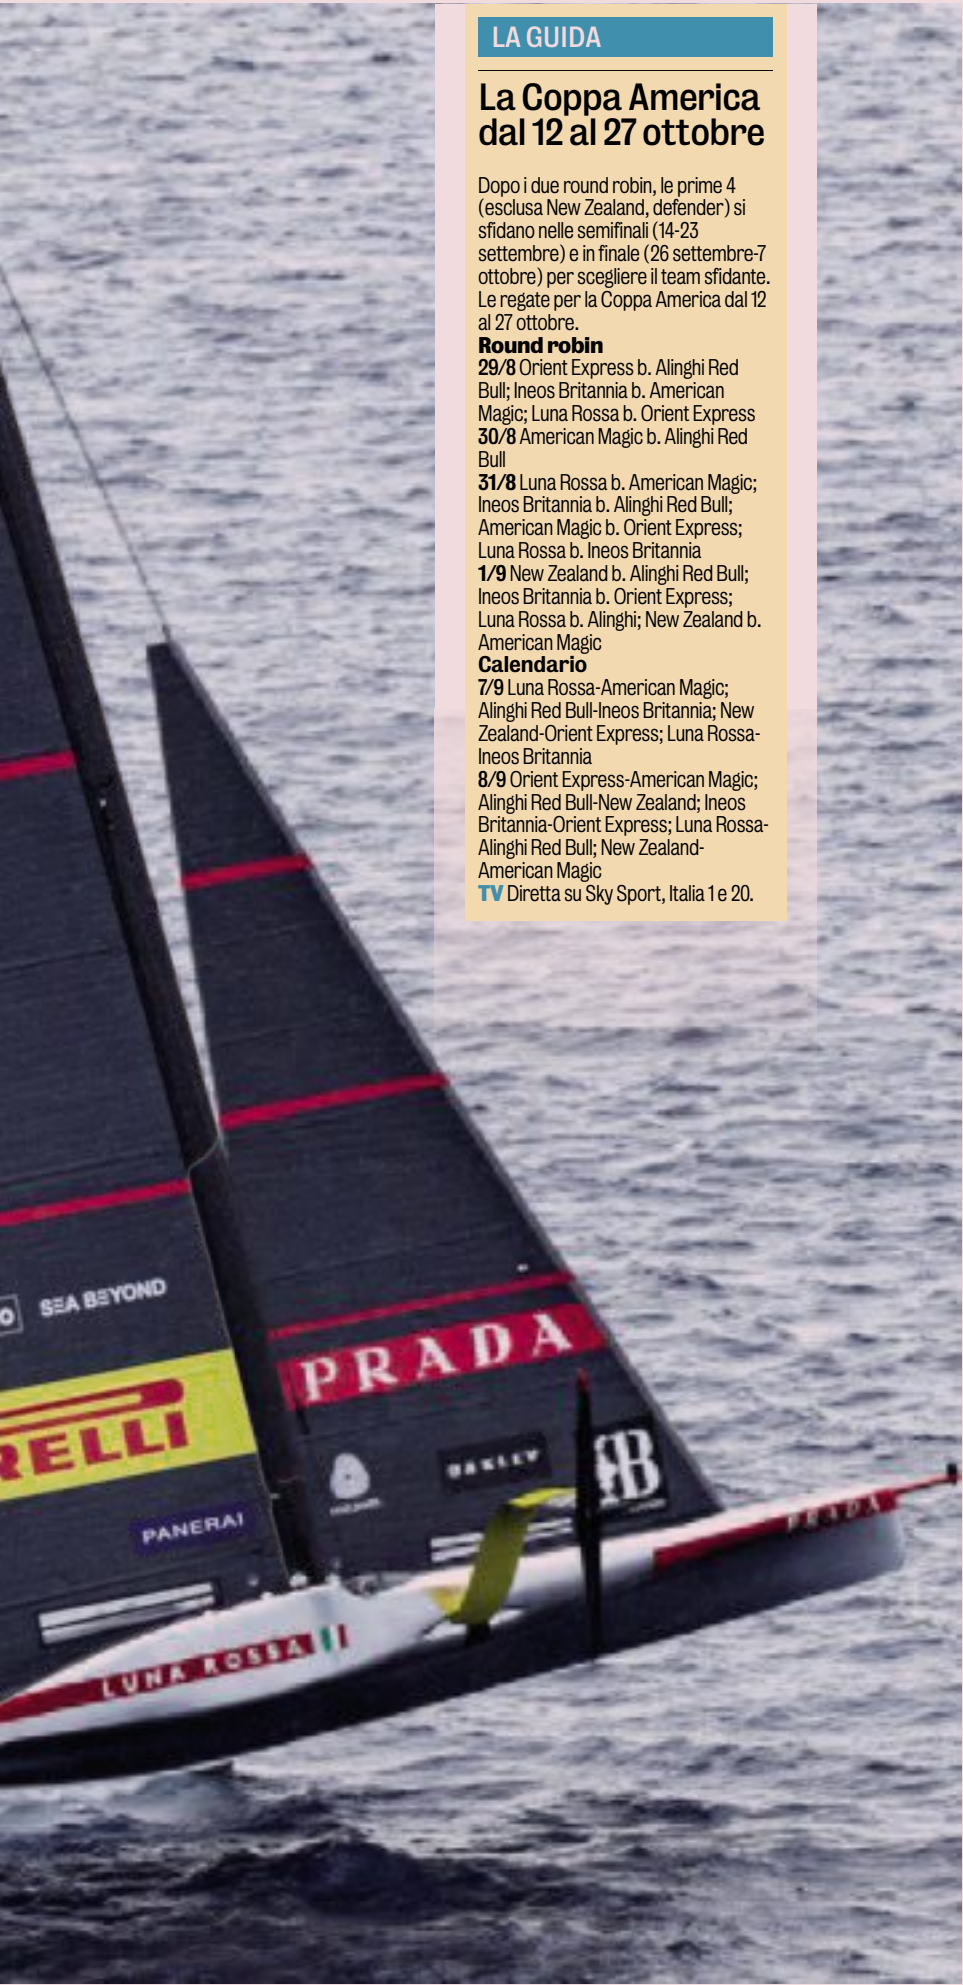 LA GUIDA
La Coppa America
dal 12 al 27 ottobre
Dopo i due round robin, le prime 4
(esclusa New Zealand, defender) si
sfidano nelle semifinali (14-23
settembre) e in finale (26 settembre-7
ottobre) per scegliere il team sfidante.
Le regate per la Coppa America dal 12
al 27 ottobre.
Round robin
29/8 Orient Express b. Alinghi Red
Bull; Ineos Britannia b. American
Magic; Luna Rossa b. Orient Express
30/8 American Magic b. Alinghi Red
Bull
31/8 Luna Rossa b. American Magic;
Ineos Britannia b. Alinghi Red Bull;
American Magic b. Orient Express;
Luna Rossa b. Ineos Britannia
1/9 New Zealand b. Alinghi Red Bull;
Ineos Britannia b. Orient Express;
Luna Rossa b. Alinghi; New Zealand b.
American Magic
Calendario
7/9 Luna Rossa-American Magic;
Alinghi Red Bull-Ineos Britannia; New
Zealand-Orient Express; Luna Rossa-
Ineos Britannia
8/9 Orient Express-American Magic;
Alinghi Red Bull-New Zealand; Ineos
Britannia-Orient Express; Luna Rossa-
Alinghi Red Bull; New Zealand-
American Magic
TV Diretta su Sky Sport, Italia 1 e 20.
SEA BEYOND
PRADA
RELLI
OAKLEY
PANERAI
PRADA
LUNA ROSSA